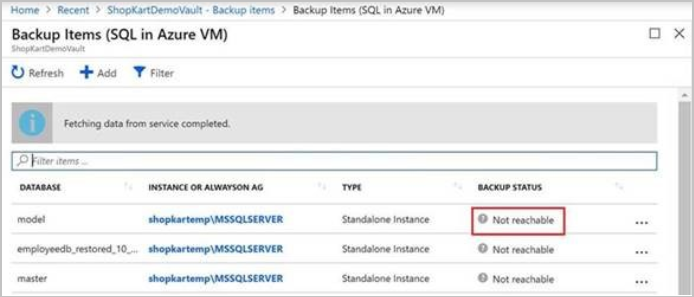 Home > Recent > ShopKartDemoVault - Backup items > Backup Items (SQL in Azure VM)
Backup Items (SQL in Azure VM)
ShopKartDemoVault
Refresh Add Filter
Fetching data from service completed.
Filter items ...
DATABASE INSTANCE OR ALWAYSON AG TYPE BACKUP STATUS
model shopkartemp\MSSQLSERVER Standalone Instance Not reachable ...
employeedb_restored_10_... shopkartemp\MSSQLSERVER Standalone Instance Not reachable ...
master shopkartemp\MSSQLSERVER Standalone Instance Not reachable ...